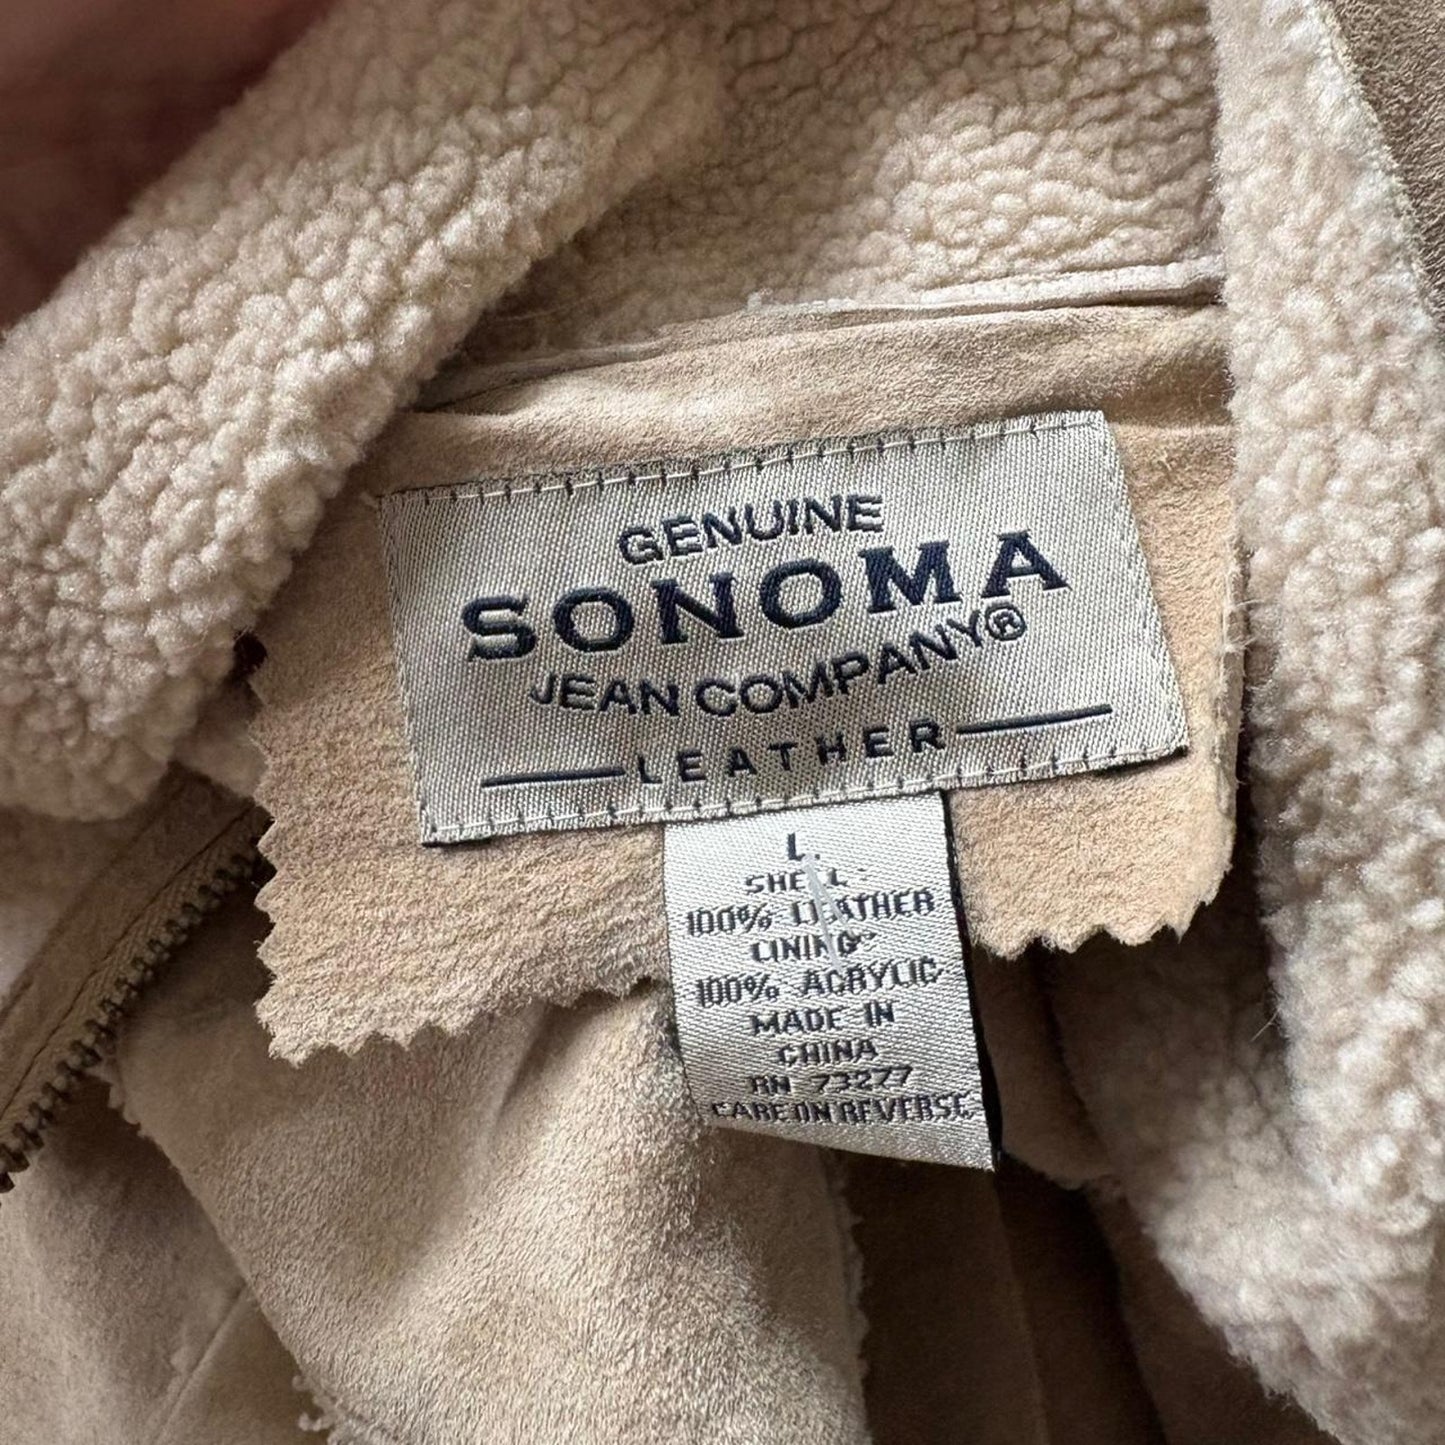 GENUINE
SONOMA
JEAN COMPANY®
LEATHER
L
SHELL:
100% LEATHER
LINING:
100% ACRYLIC
MADE IN
CHINA
RN 73277
CARE ON REVERSE